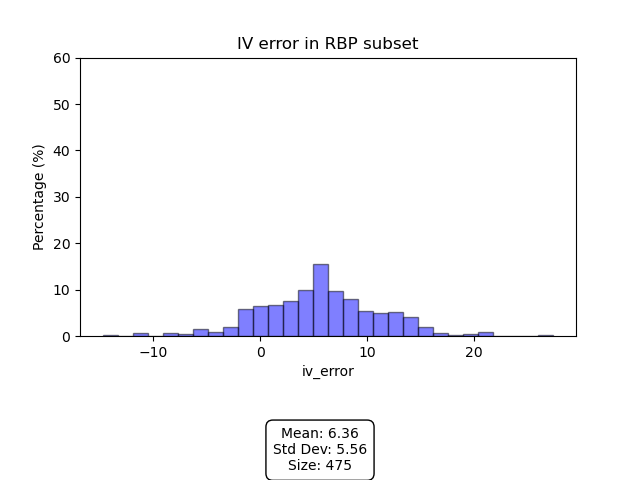 IV error in RBP subset
60
50
40
30
20
10
0
Percentage (%)
−10
0
10
20
iv_error
Mean: 6.36
Std Dev: 5.56
Size: 475